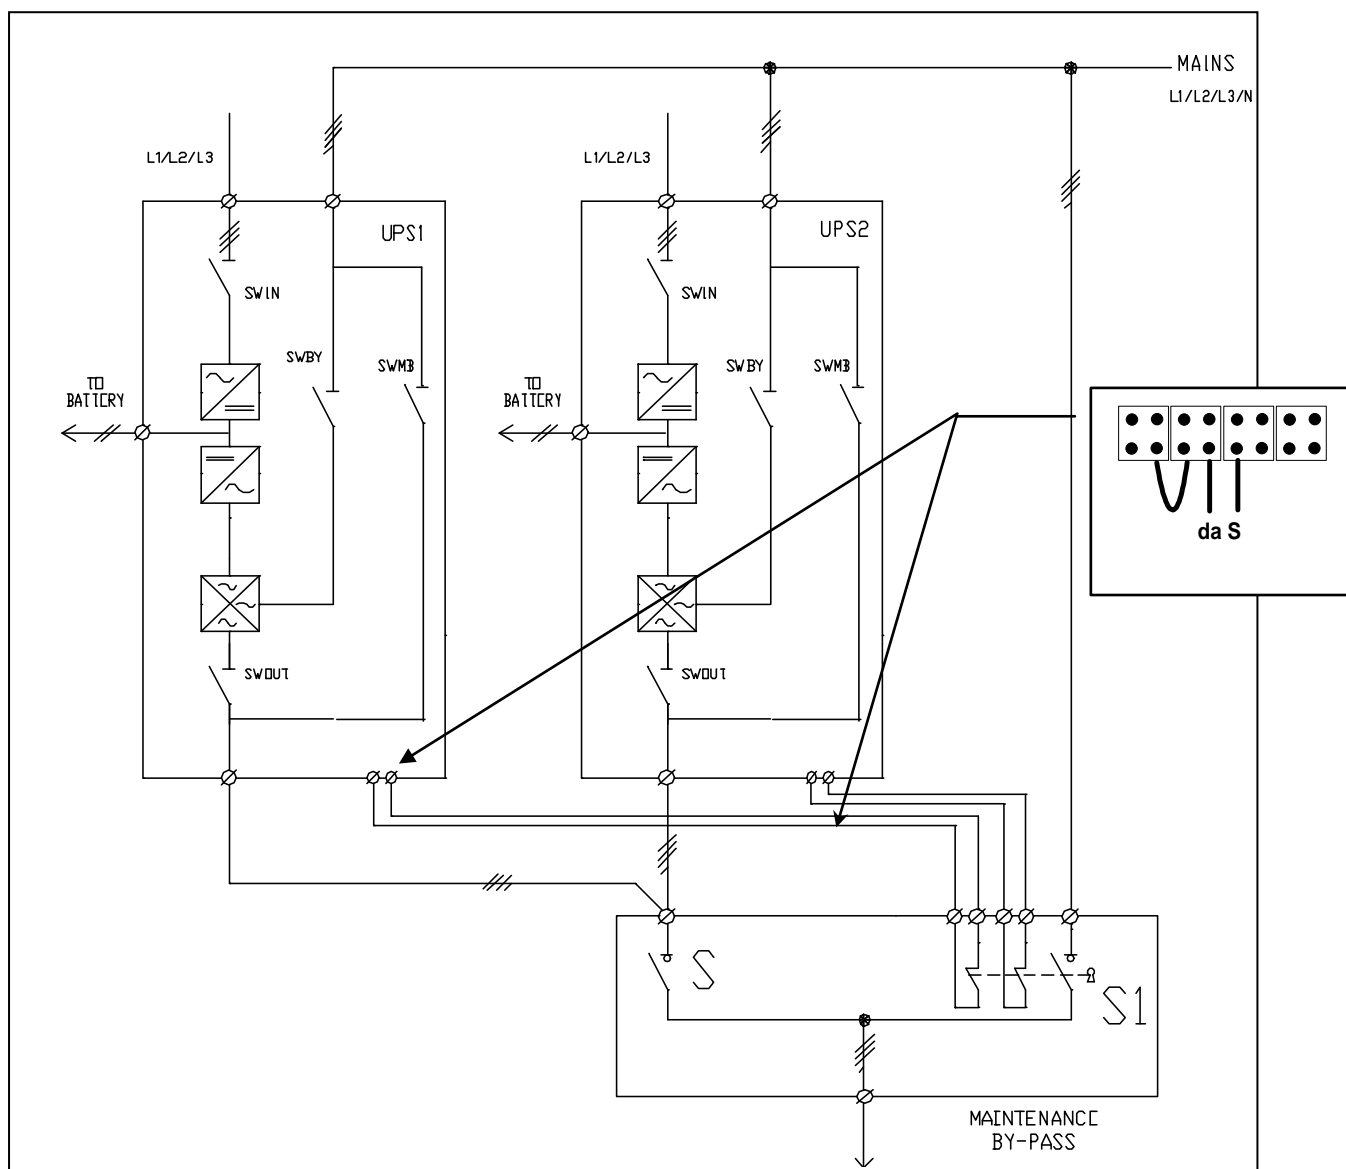 MAINS
L1/L2/L3/N
L1/L2/L3
L1/L2/L3
UPS1
UPS2
SWIN
SWIN
SWBY
SWMB
SWBY
SWMB
TO
BATTERY
TO
BATTERY
da S
SWOUT
SWOUT
S
S1
MAINTENANCE
BY-PASS